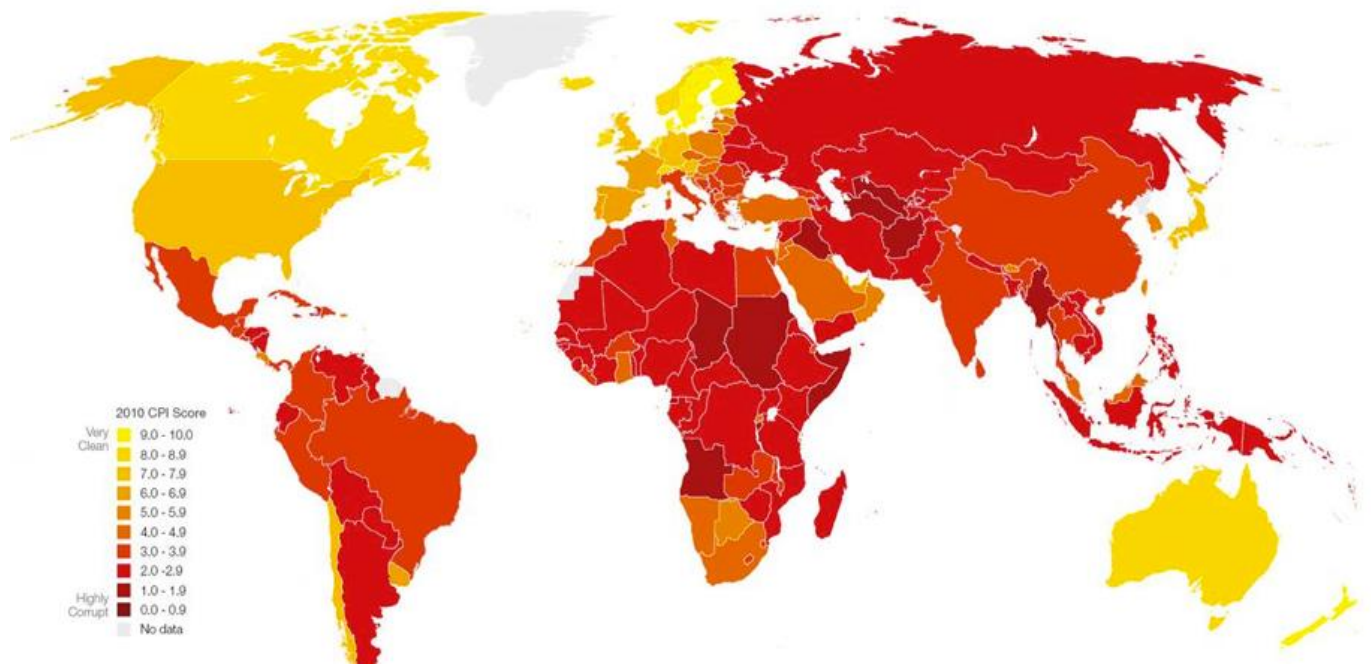 2010 CPI Score
Very
Clean
9.0 - 10.0
8.0 - 8.9
7.0 - 7.9
6.0 - 6.9
5.0 - 5.9
4.0 - 4.9
3.0 - 3.9
2.0 -2.9
1.0 - 1.9
Highly
Corrupt
0.0 - 0.9
No data